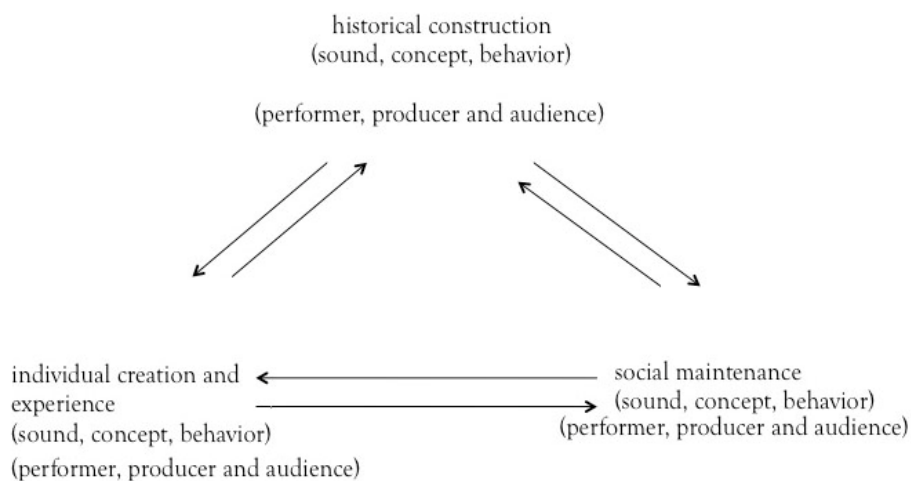 historical construction
(sound, concept, behavior)
(performer, producer and audience)
individual creation and
experience
(sound, concept, behavior)
(performer, producer and audience)
social maintenance
(sound, concept, behavior)
(performer, producer and audience)